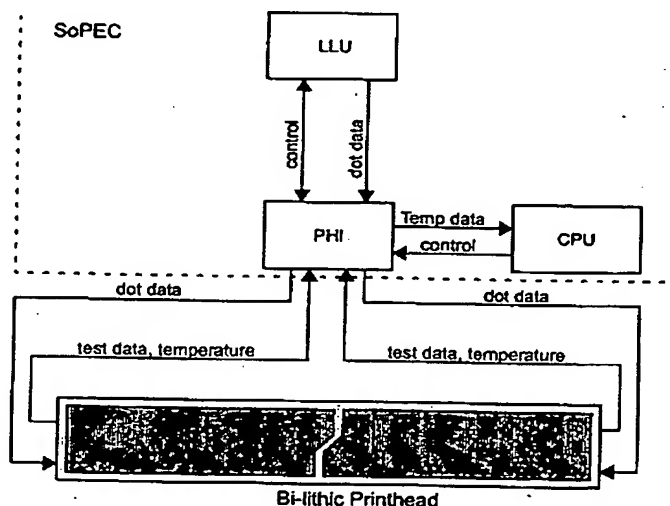 SoPEC
LLU
control
dot data
PHI
Temp data
control
CPU
dot data
dot data
test data, temperature
test data, temperature
Bi-lithic Printhead